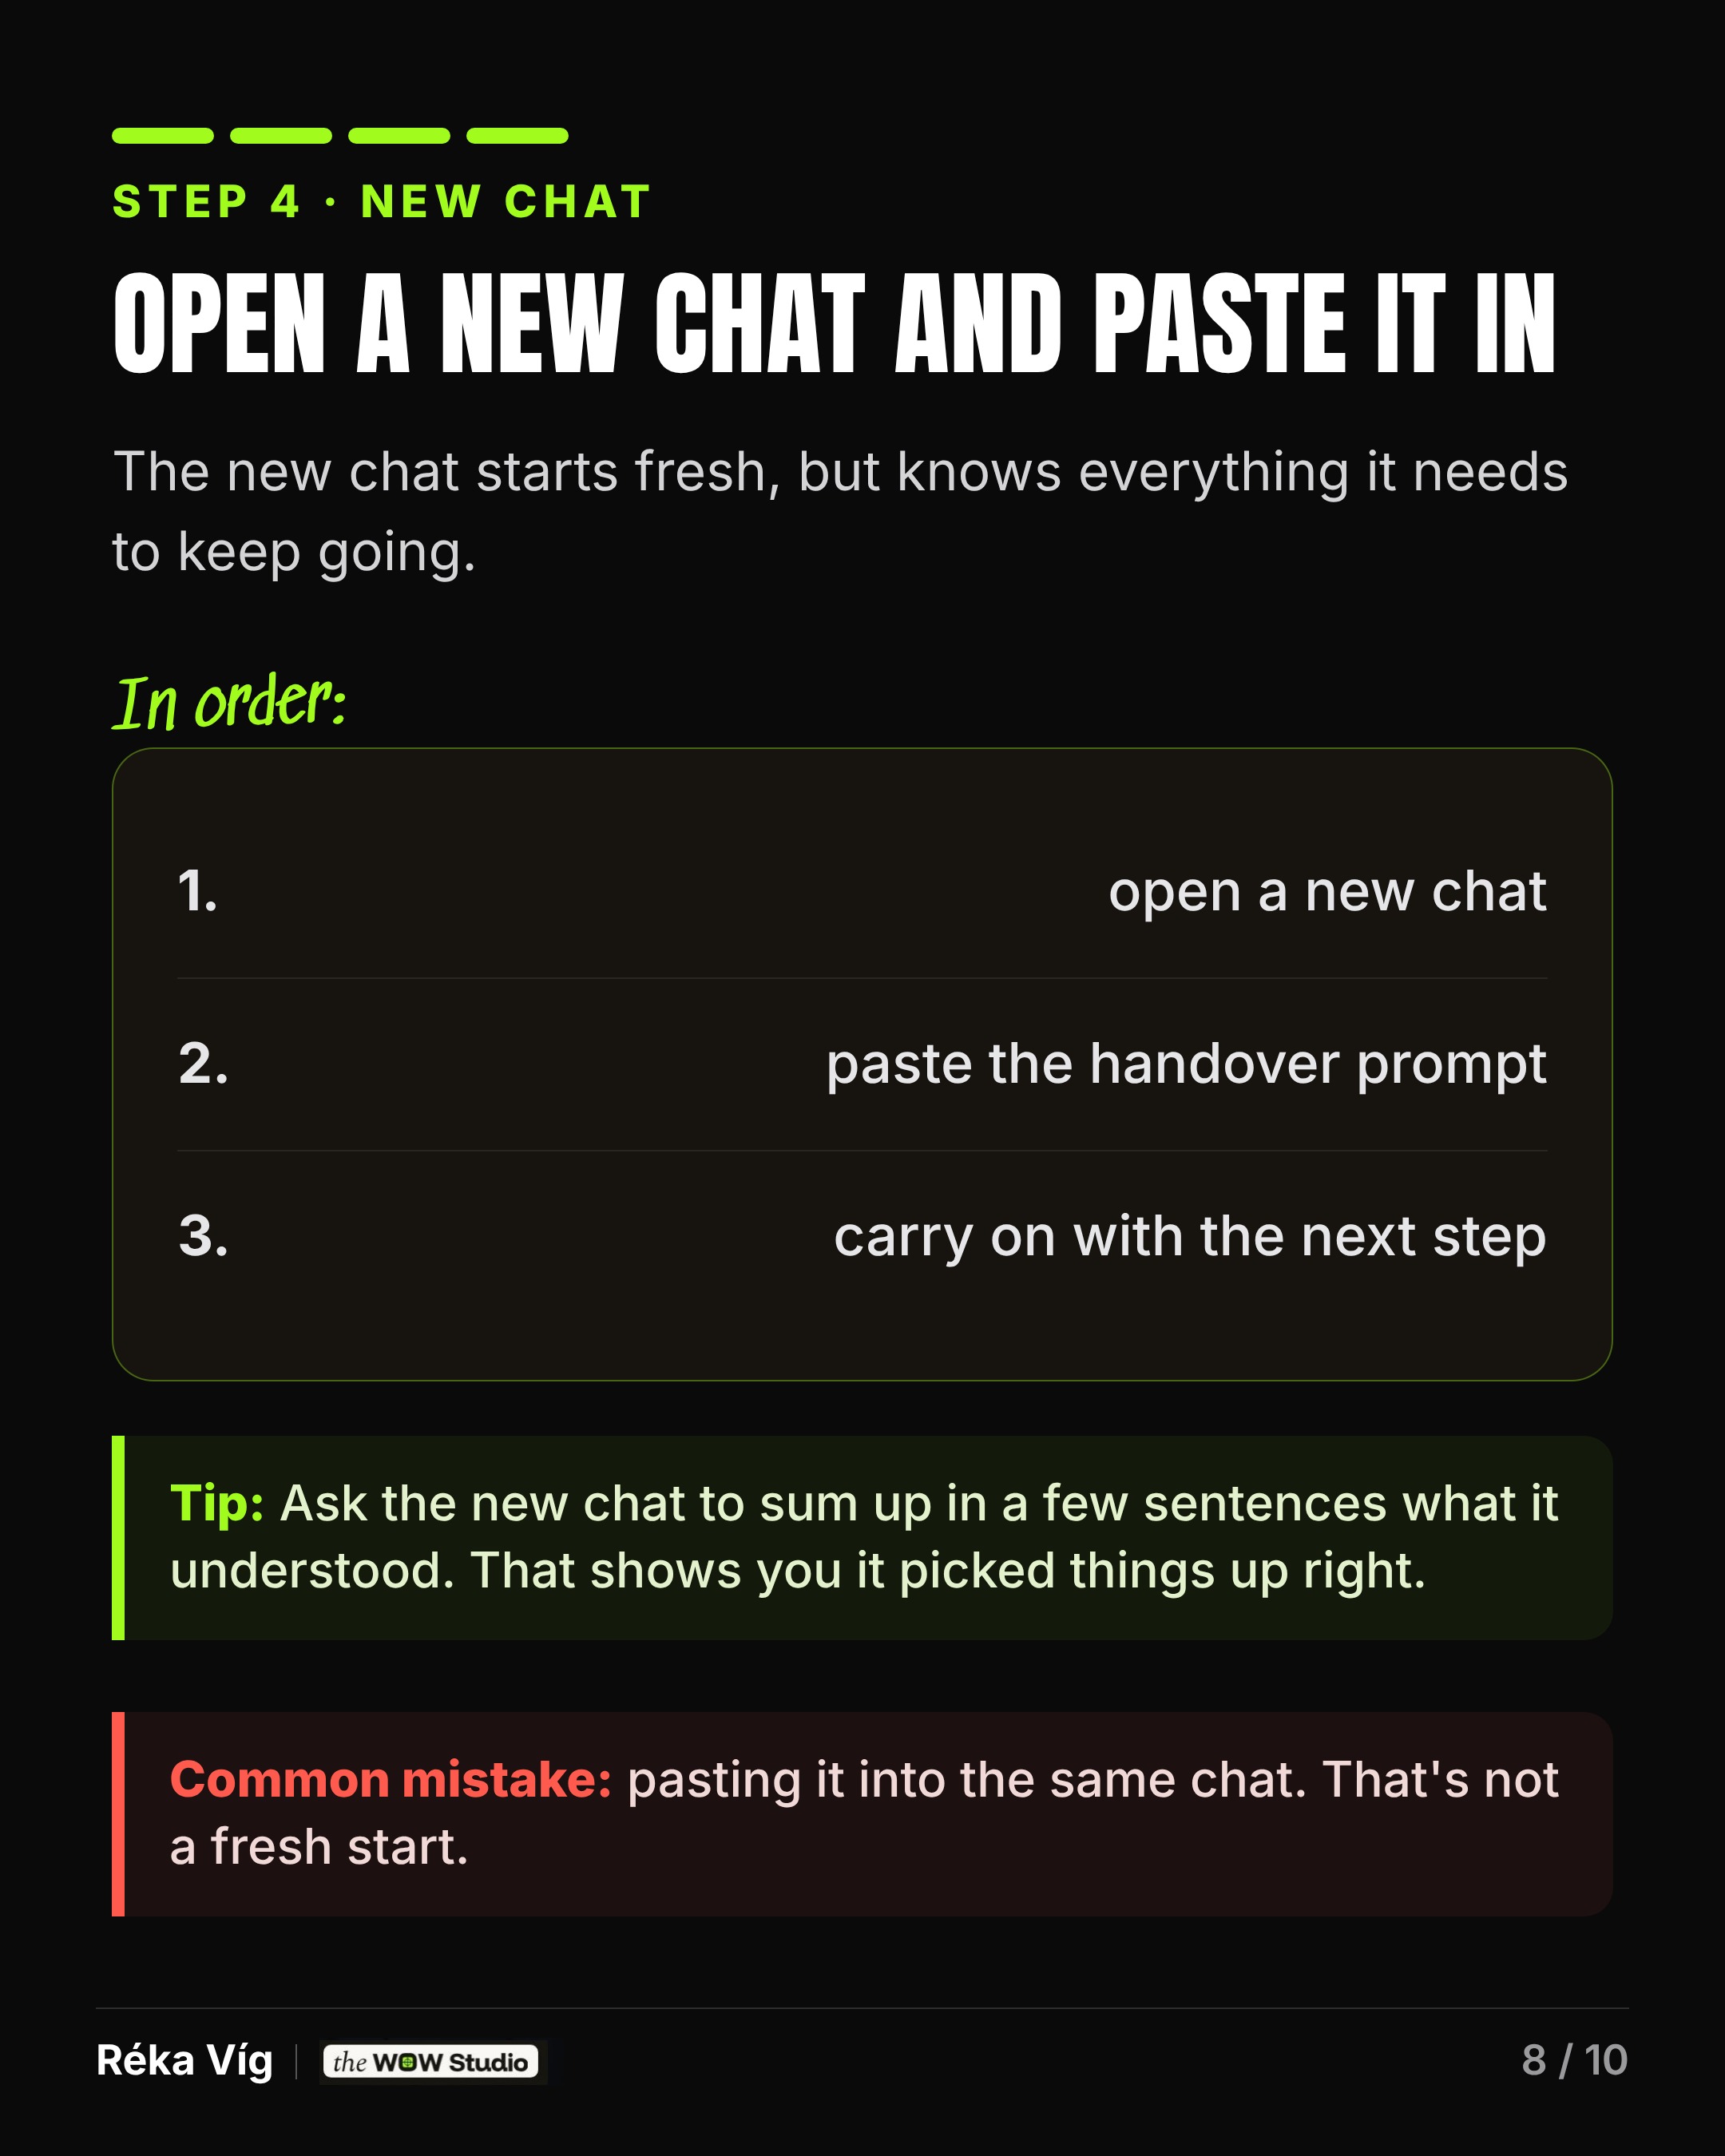 STEP 4 · NEW CHAT
OPEN A NEW CHAT AND PASTE IT IN
The new chat starts fresh, but knows everything it needs
to keep going.
In order:
1. open a new chat
2. paste the handover prompt
3. carry on with the next step
Tip: Ask the new chat to sum up in a few sentences what it
understood. That shows you it picked things up right.
Common mistake: pasting it into the same chat. That's not
a fresh start.
Réka Víg the WOW Studio 8 / 10